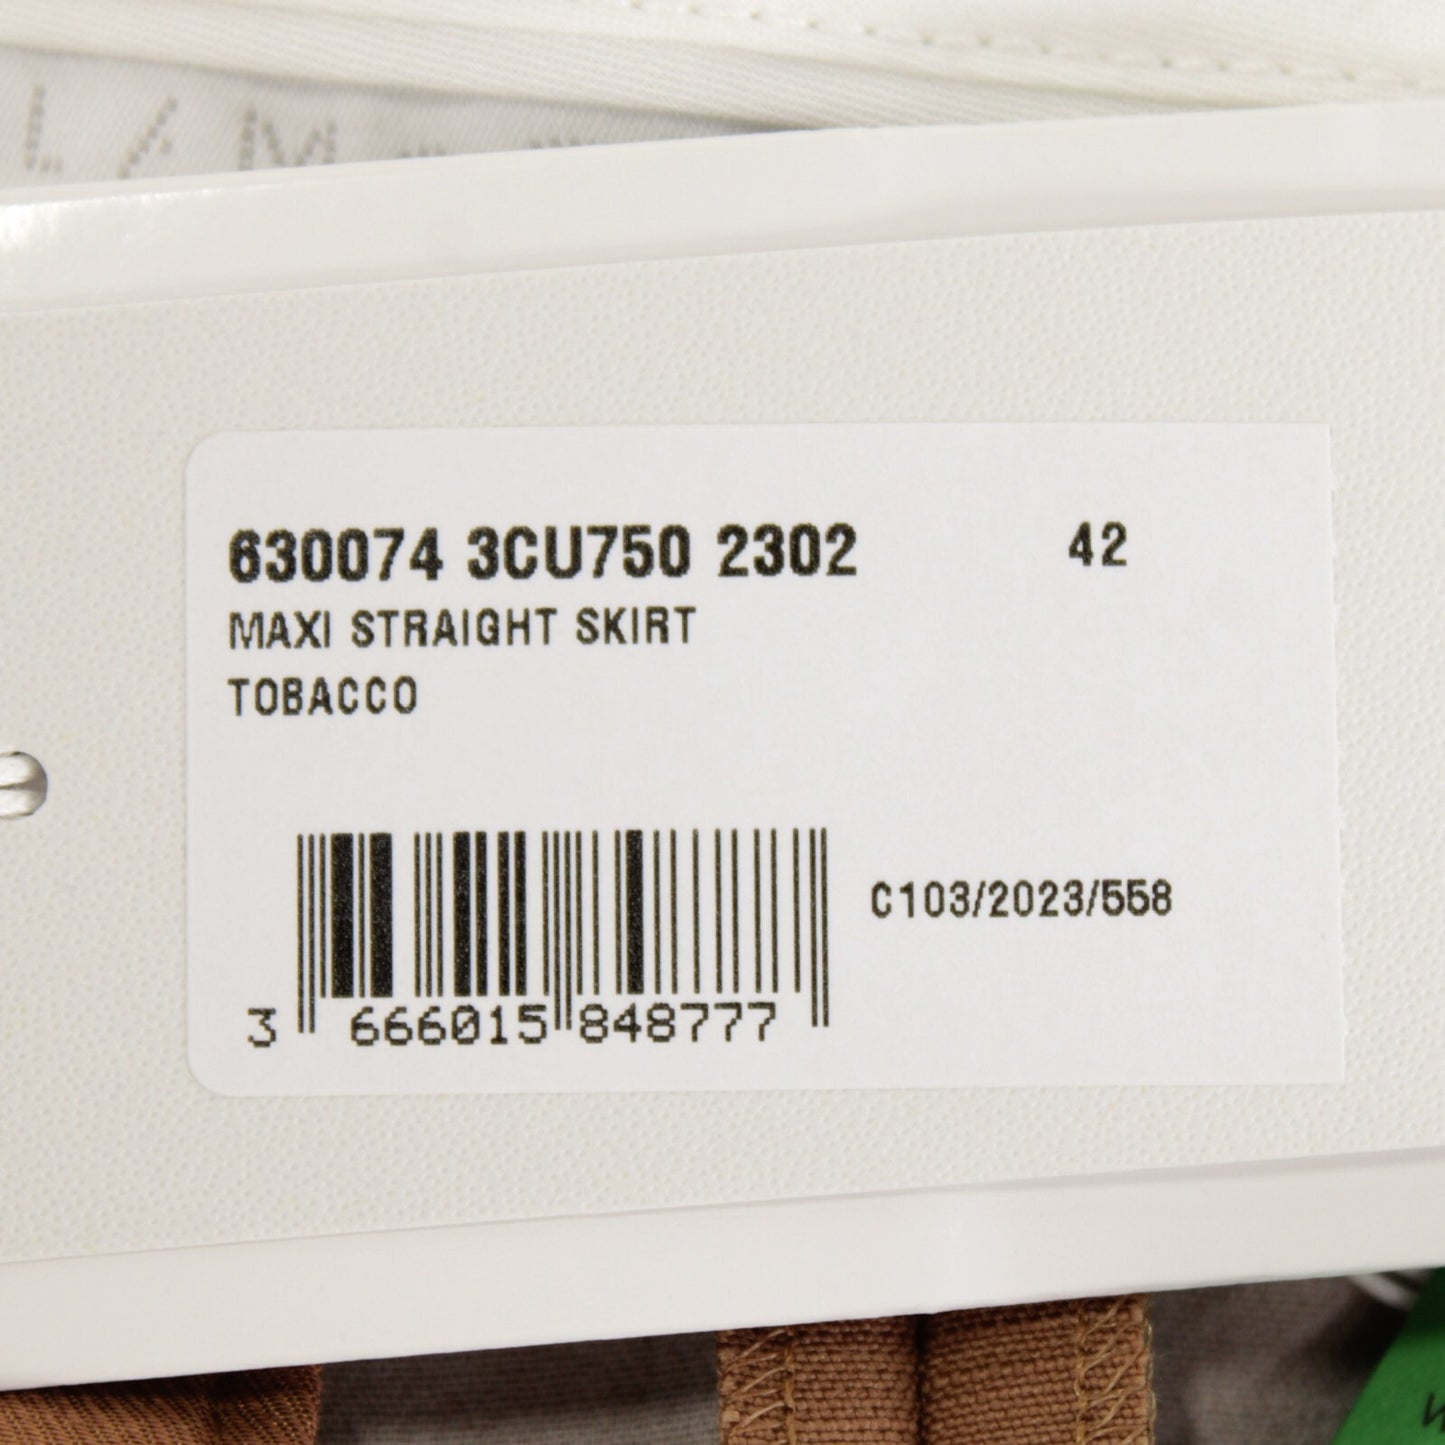 630074 3CU750 2302 42
MAXI STRAIGHT SKIRT
TOBACCO
C103/2023/558
3 666015 848777